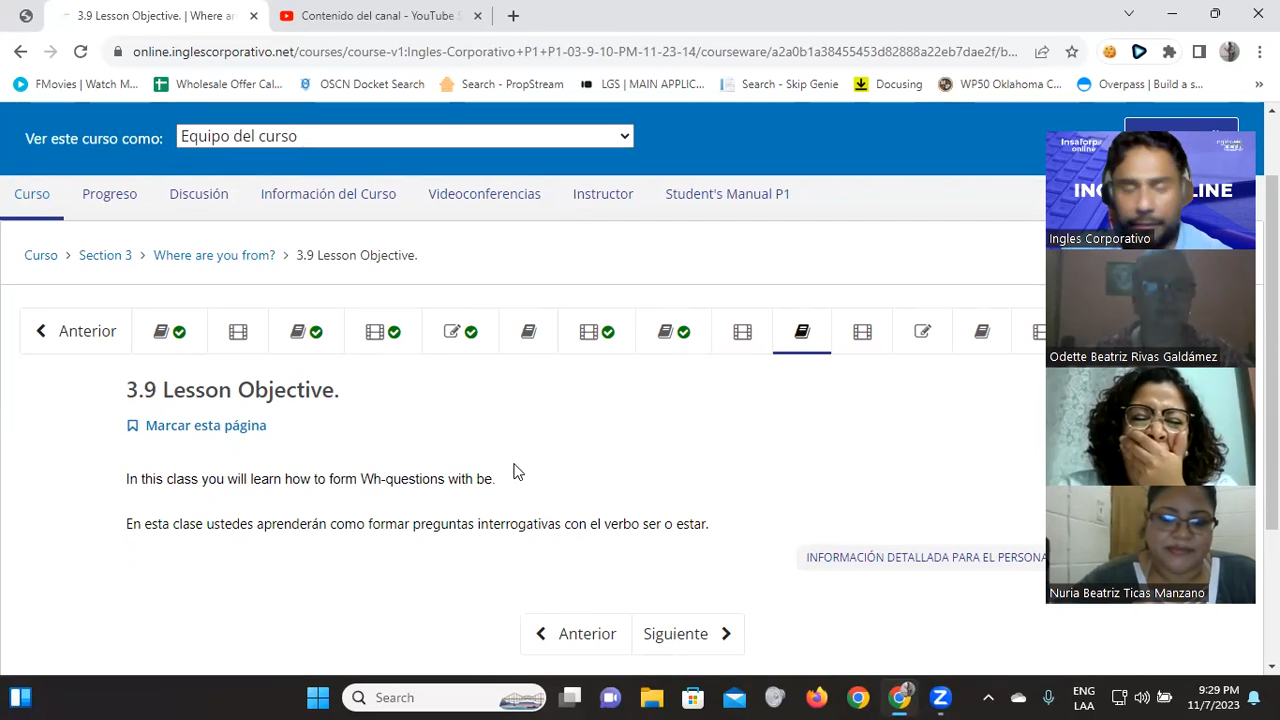 3.9 Lesson Objective. | Where ar
Contenido del canal - YouTube S
online.inglescorporativo.net/courses/course-v1:Ingles-Corporativo+P1+P1-03-9-10-PM-11-23-14/courseware/a2a0b1a38455453d82888a22eb7dae2f/b...
FMovies | Watch M...
Wholesale Offer Cal...
OSCN Docket Search
Search - PropStream
LGS | MAIN APPLIC...
Search - Skip Genie
Docusing
WP50 Oklahoma C...
Overpass | Build a s...
Ver este curso como:
Equipo del curso
Curso
Progreso
Discusión
Información del Curso
Videoconferencias
Instructor
Student's Manual P1
Curso > Section 3 > Where are you from? > 3.9 Lesson Objective.
Anterior
3.9 Lesson Objective.
Marcar esta página
In this class you will learn how to form Wh-questions with be.
En esta clase ustedes aprenderán como formar preguntas interrogativas con el verbo ser o estar.
INFORMACIÓN DETALLADA PARA EL PERSONA
Anterior
Siguiente
Ingles Corporativo
Odette Beatriz Rivas Galdámez
Nuria Beatriz Ticas Manzano
Search
ENG
LAA
9:29 PM
11/7/2023